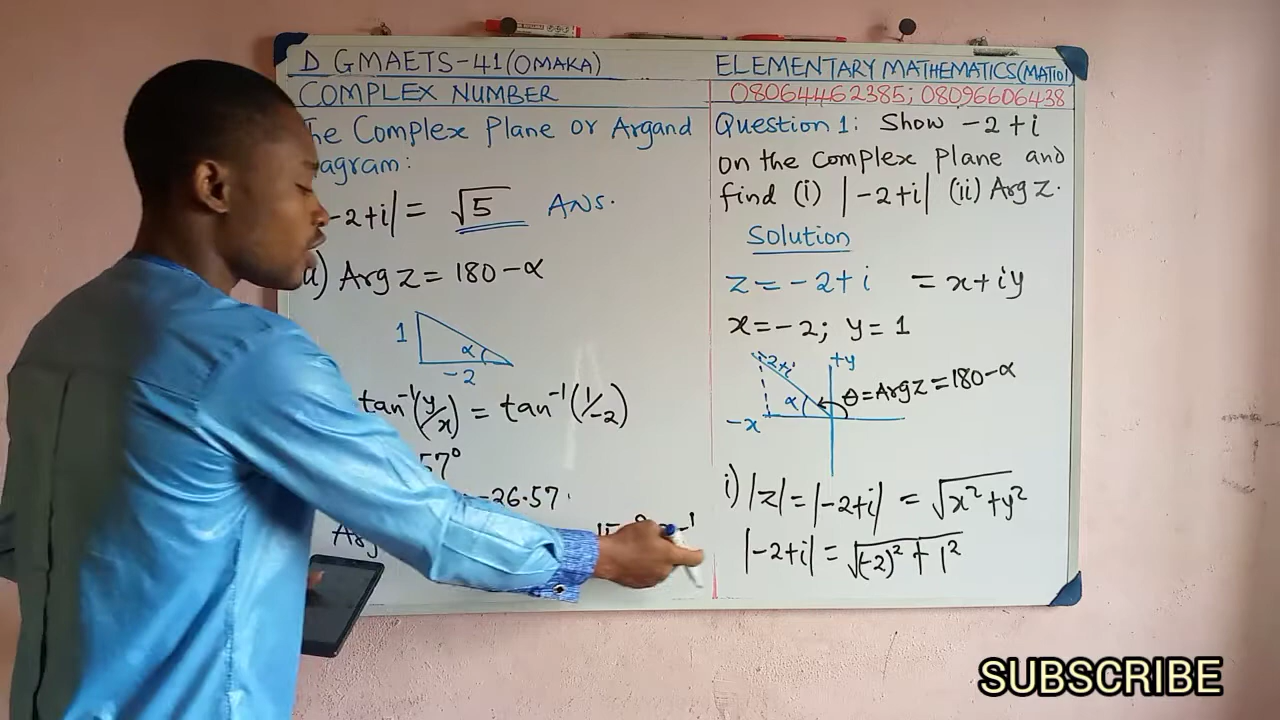 D GMAETS-41(OMAKA)
COMPLEX NUMBER
The Complex Plane or Argand
agram:
-2+i| = √5 ANS.
) Arg z = 180-α
1
α
-2
tan⁻¹(y/x) = tan⁻¹(1/-2)
57°
-26.57
Arg
ELEMENTARY MATHEMATICS(MAT101
08064462385; 08096606438
Question 1: Show -2+i
on the complex plane and
find (i) |-2+i| (ii) Arg z.
Solution
z = -2+i = x+iy
x = -2; y = 1
-2+i
+y
α
θ = Arg z = 180-α
-x
i) |z| = |-2+i| = √x²+y²
|-2+i| = √(-2)² + 1²
SUBSCRIBE